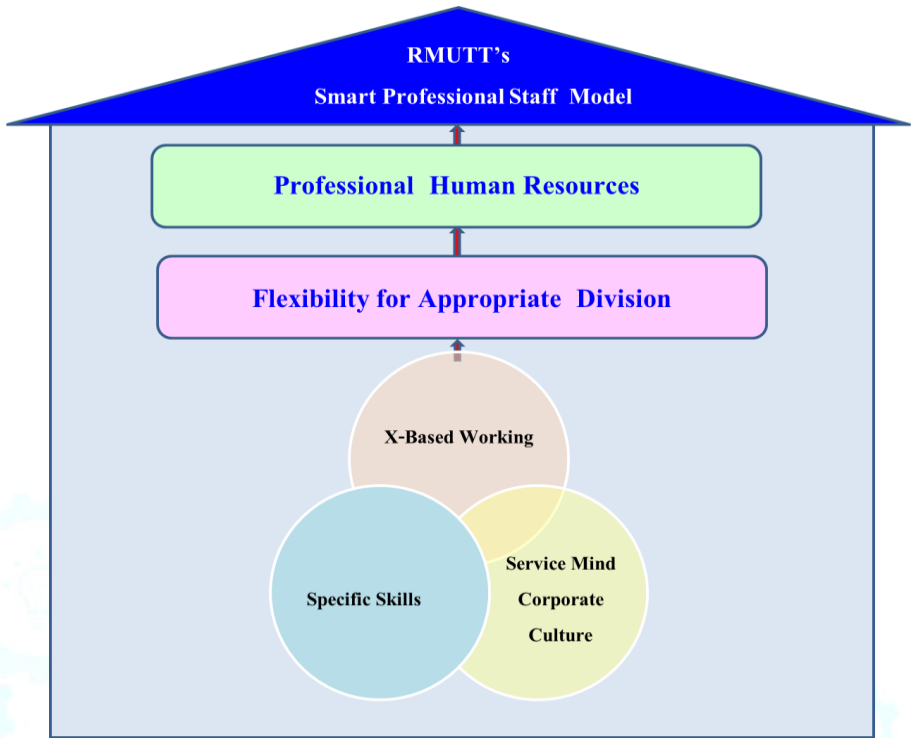 RMUTT’s
Smart Professional Staff Model
Professional Human Resources
Flexibility for Appropriate Division
X-Based Working
Specific Skills
Service Mind
Corporate
Culture